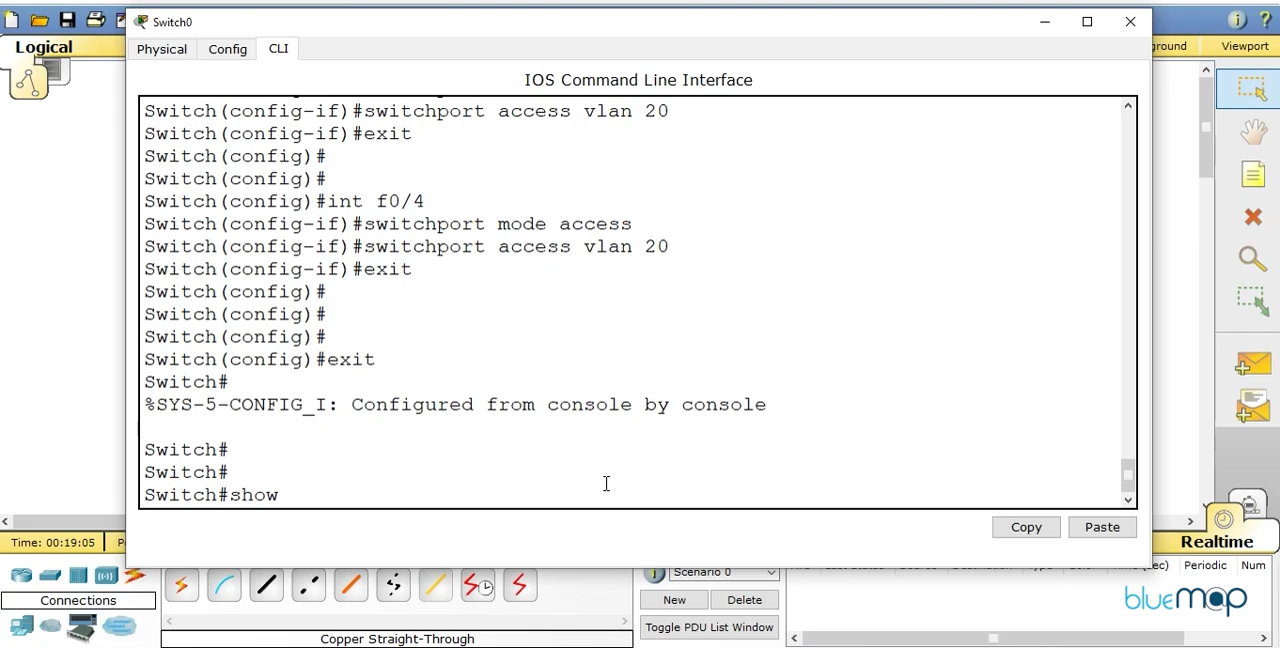 Switch0
Logical
Physical
Config
CLI
ground
Viewport
IOS Command Line Interface
Switch(config-if)#switchport access vlan 20
Switch(config-if)#exit
Switch(config)#
Switch(config)#
Switch(config)#int f0/4
Switch(config-if)#switchport mode access
Switch(config-if)#switchport access vlan 20
Switch(config-if)#exit
Switch(config)#
Switch(config)#
Switch(config)#
Switch(config)#exit
Switch#
%SYS-5-CONFIG_I: Configured from console by console
Switch#
Switch#
Switch#show
Copy
Paste
Time: 00:19:05
Realtime
Scenario 0
Periodic
Num
Connections
New
Delete
bluemap
Toggle PDU List Window
Copper Straight-Through